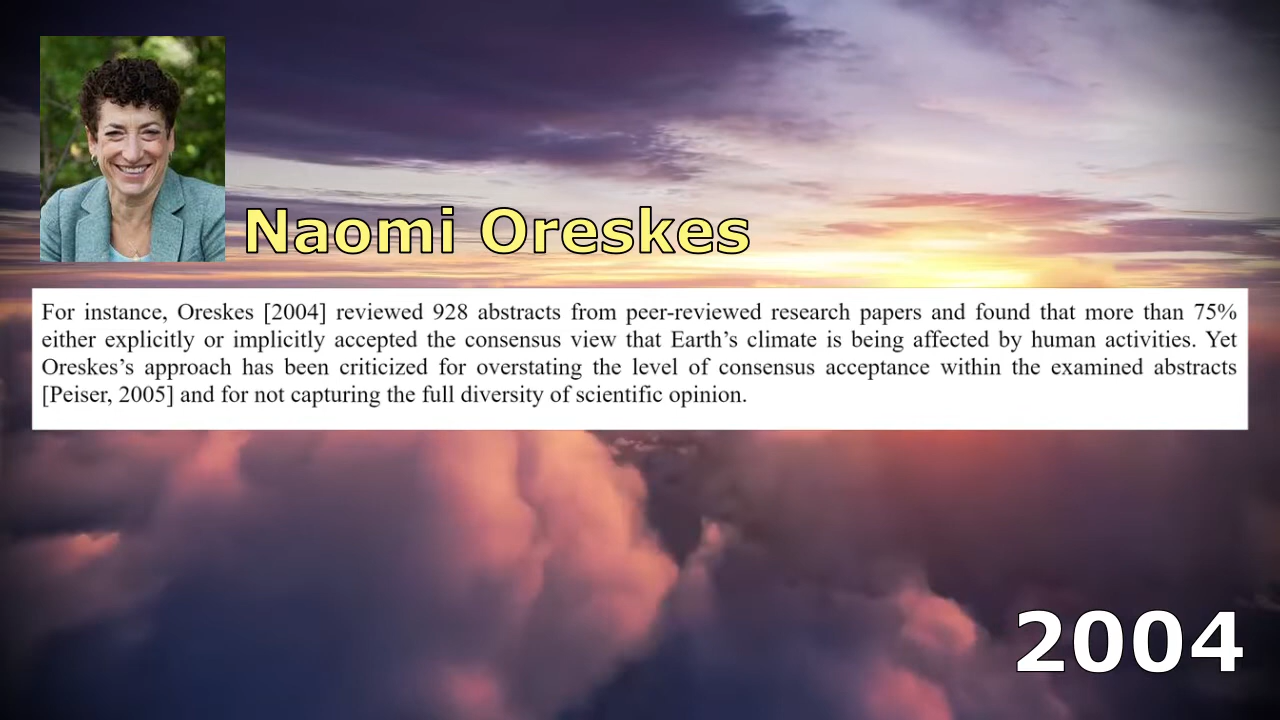 Naomi Oreskes
For instance, Oreskes [2004] reviewed 928 abstracts from peer-reviewed research papers and found that more than 75%
either explicitly or implicitly accepted the consensus view that Earth’s climate is being affected by human activities. Yet
Oreskes’s approach has been criticized for overstating the level of consensus acceptance within the examined abstracts
[Peiser, 2005] and for not capturing the full diversity of scientific opinion.
2004